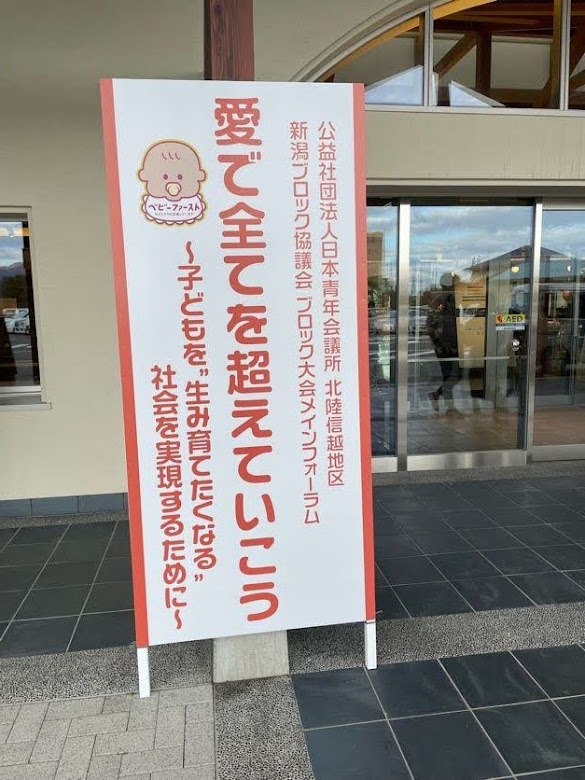 公益社団法人日本青年会議所 北陸信越地区
新潟ブロック協議会 ブロック大会メインフォーラム
愛で全てを超えていこう
～子どもを”生み育てたくなる”
社会を実現するために～
ベビーファースト
AED